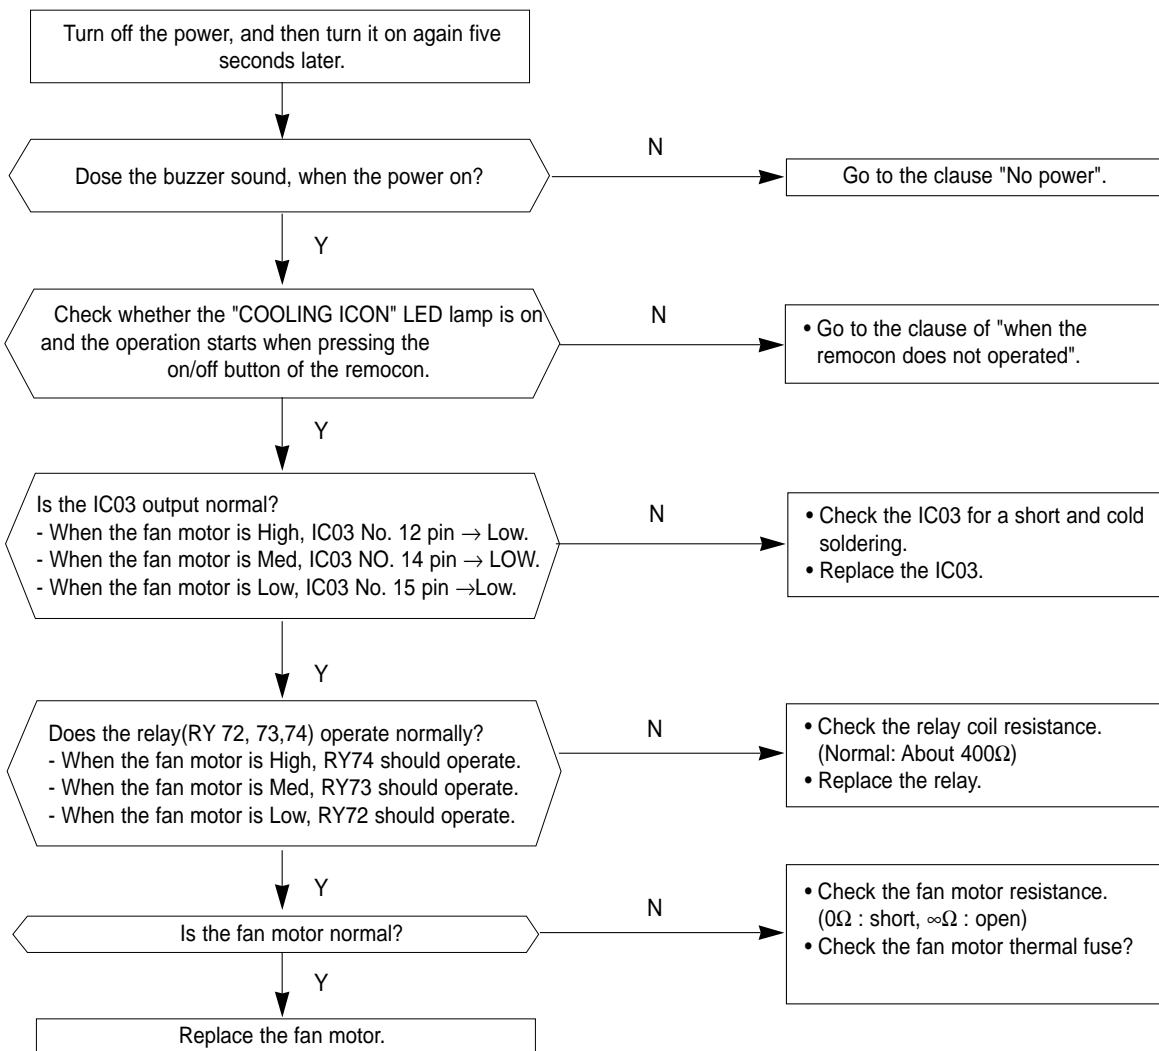 Turn off the power, and then turn it on again five
seconds later.
Dose the buzzer sound, when the power on?
N
Go to the clause "No power".
Y
Check whether the "COOLING ICON" LED lamp is on
and the operation starts when pressing the
on/off button of the remocon.
N
• Go to the clause of "when the
remocon does not operated".
Y
Is the IC03 output normal?
- When the fan motor is High, IC03 No. 12 pin → Low.
- When the fan motor is Med, IC03 NO. 14 pin → LOW.
- When the fan motor is Low, IC03 No. 15 pin →Low.
N
• Check the IC03 for a short and cold
soldering.
• Replace the IC03.
Y
Does the relay(RY 72, 73,74) operate normally?
- When the fan motor is High, RY74 should operate.
- When the fan motor is Med, RY73 should operate.
- When the fan motor is Low, RY72 should operate.
N
• Check the relay coil resistance.
(Normal: About 400Ω)
• Replace the relay.
Y
Is the fan motor normal?
N
• Check the fan motor resistance.
(0Ω : short, ∞Ω : open)
• Check the fan motor thermal fuse?
Y
Replace the fan motor.